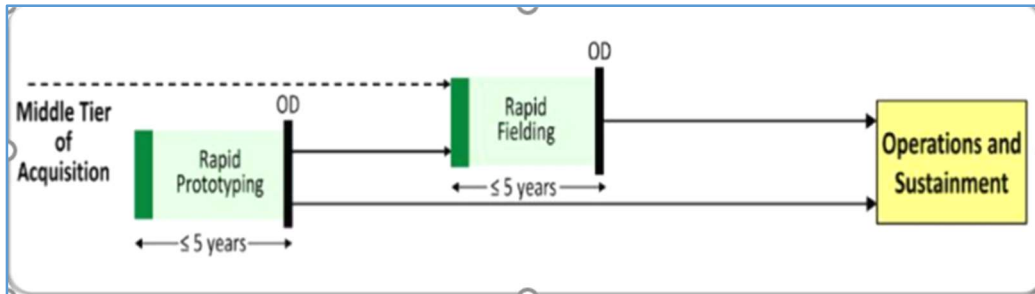 Middle Tier
of
Acquisition
OD
Rapid
Prototyping
≤ 5 years
OD
Rapid
Fielding
≤ 5 years
Operations and
Sustainment